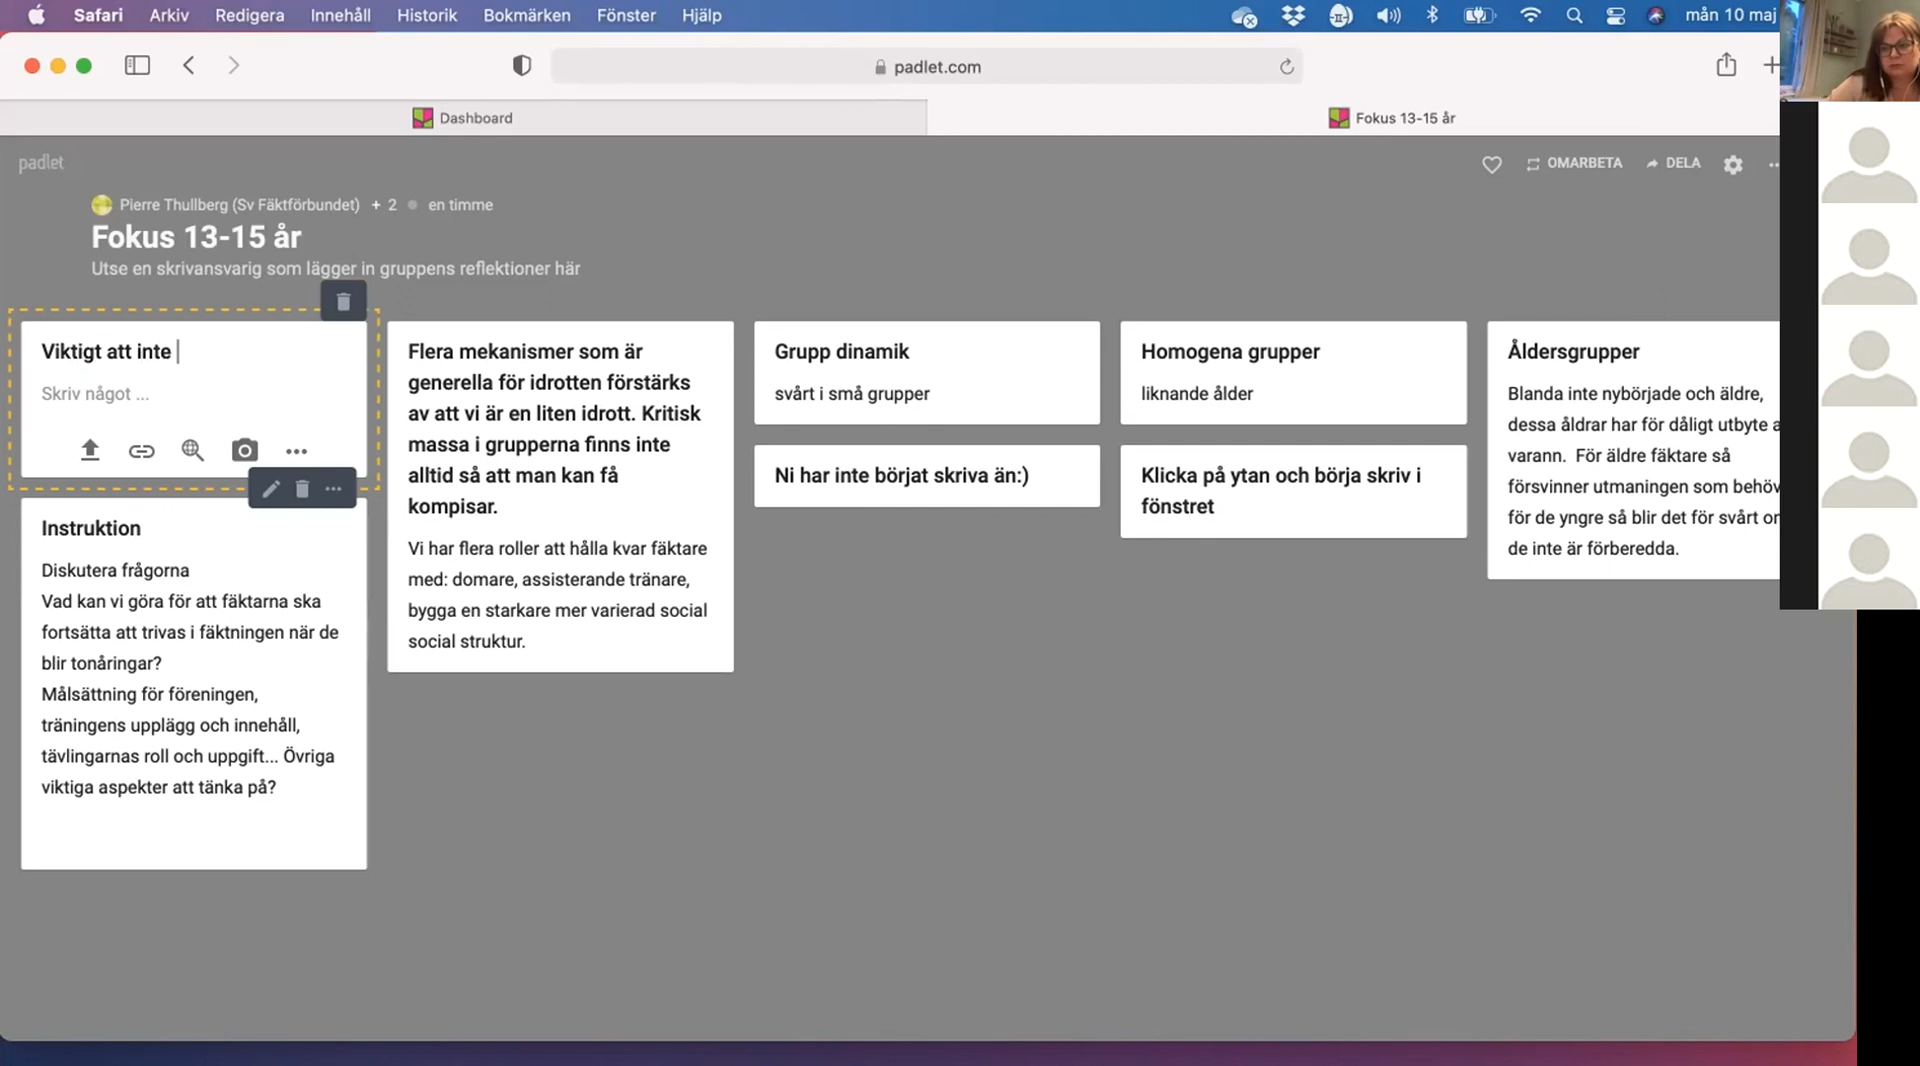 Safari Arkiv Redigera Innehåll Historik Bokmärken Fönster Hjälp mån 10 maj
padlet.com
Dashboard
Fokus 13-15 år
padlet
OMARBETA DELA
Pierre Thullberg (Sv Fäktförbundet) + 2 en timme
Fokus 13-15 år
Utse en skrivansvarig som lägger in gruppens reflektioner här
Viktigt att inte
Skriv något ...
Instruktion
Diskutera frågorna
Vad kan vi göra för att fäktarna ska
fortsätta att trivas i fäktningen när de
blir tonåringar?
Målsättning för föreningen,
träningens upplägg och innehåll,
tävlingarnas roll och uppgift... Övriga
viktiga aspekter att tänka på?
Flera mekanismer som är
generella för idrotten förstärks
av att vi är en liten idrott. Kritisk
massa i grupperna finns inte
alltid så att man kan få
kompisar.
Vi har flera roller att hålla kvar fäktare
med: domare, assisterande tränare,
bygga en starkare mer varierad social
social struktur.
Grupp dinamik
svårt i små grupper
Ni har inte börjat skriva än:)
Homogena grupper
liknande ålder
Klicka på ytan och börja skriv i
fönstret
Åldersgrupper
Blanda inte nybörjade och äldre,
dessa åldrar har för dåligt utbyte a
varann. För äldre fäktare så
försvinner utmaningen som behöv
för de yngre så blir det för svårt o
de inte är förberedda.